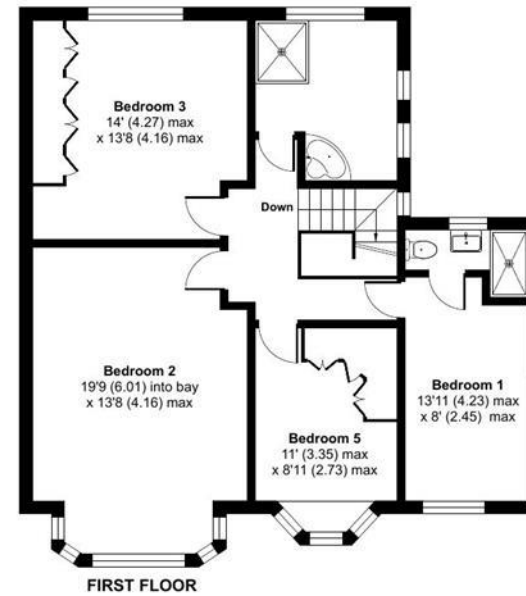 Bedroom 3
14' (4.27) max
x 13'8 (4.16) max
Down
Bedroom 2
19'9 (6.01) into bay
x 13'8 (4.16) max
Bedroom 1
13'11 (4.23) max
x 8' (2.45) max
Bedroom 5
11' (3.35) max
x 8'11 (2.73) max
FIRST FLOOR